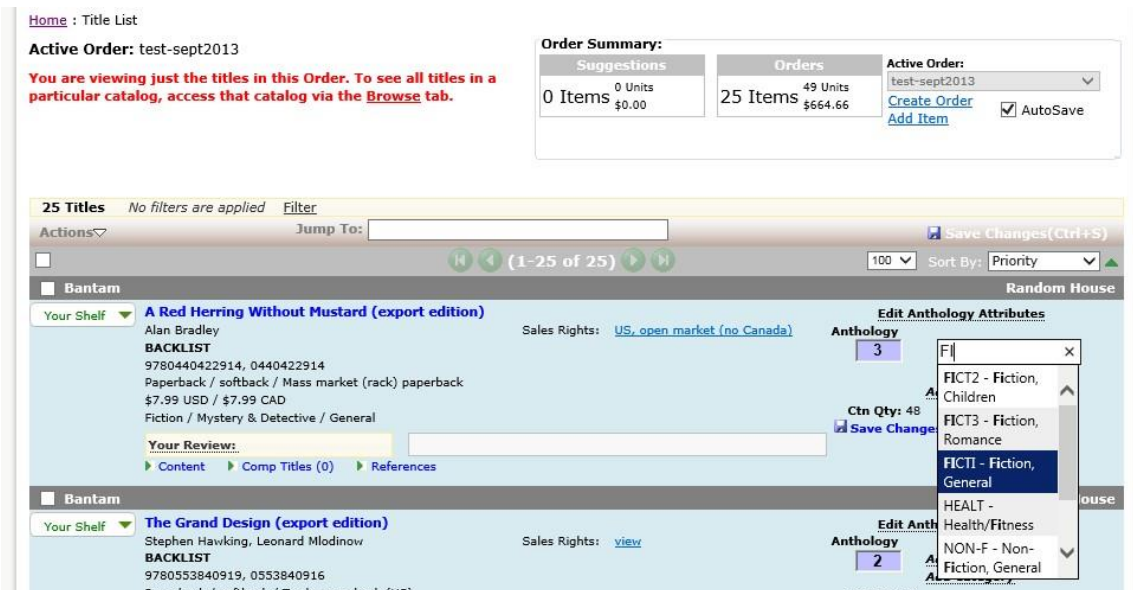 Home : Title List
Active Order: test-sept2013
You are viewing just the titles in this Order. To see all titles in a
particular catalog, access that catalog via the Browse tab.
Order Summary:
Suggestions
0 Items 0 Units
$0.00
Orders
25 Items 49 Units
$664.66
Active Order:
test-sept2013
Create Order
Add Item
AutoSave
25 Titles No filters are applied Filter
Actions Jump To: Save Changes(Ctrl+S)
(1-25 of 25) 100 Sort By: Priority
Bantam Random House
Your Shelf
A Red Herring Without Mustard (export edition)
Alan Bradley
BACKLIST
9780440422914, 0440422914
Paperback / softback / Mass market (rack) paperback
$7.99 USD / $7.99 CAD
Fiction / Mystery & Detective / General
Your Review:
Content Comp Titles (0) References
Sales Rights: US, open market (no Canada)
Edit Anthology Attributes
Anthology
3
FI x
FICT2 - Fiction,
Children
FICT3 - Fiction,
Romance
FICTI - Fiction,
General
HEALT -
Health/Fitness
NON-F - Non-
Fiction, General
Ctn Qty: 48
Save Change
Bantam ouse
Your Shelf
The Grand Design (export edition)
Stephen Hawking, Leonard Mlodinow
BACKLIST
9780553840919, 0553840916
Sales Rights: view
Edit Anth
Anthology
2